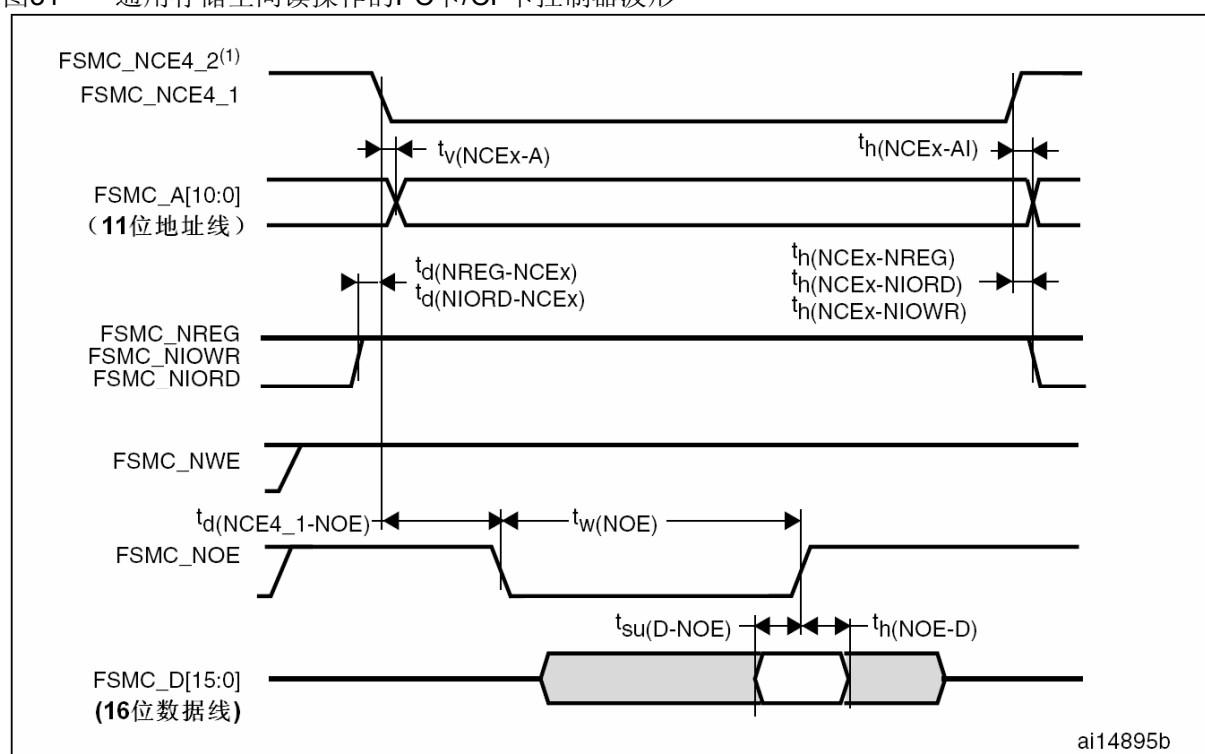 FSMC_NCE4_2(1)
FSMC_NCE4_1
tv(NCEx-A)
th(NCEx-AI)
FSMC_A[10:0]
(11位地址线)
td(NREG-NCEx)
td(NIORD-NCEx)
th(NCEx-NREG)
th(NCEx-NIORD)
th(NCEx-NIOWR)
FSMC_NREG
FSMC_NIOWR
FSMC_NIORD
FSMC_NWE
td(NCE4_1-NOE)
tw(NOE)
FSMC_NOE
tsu(D-NOE)
th(NOE-D)
FSMC_D[15:0]
(16位数据线)
ai14895b